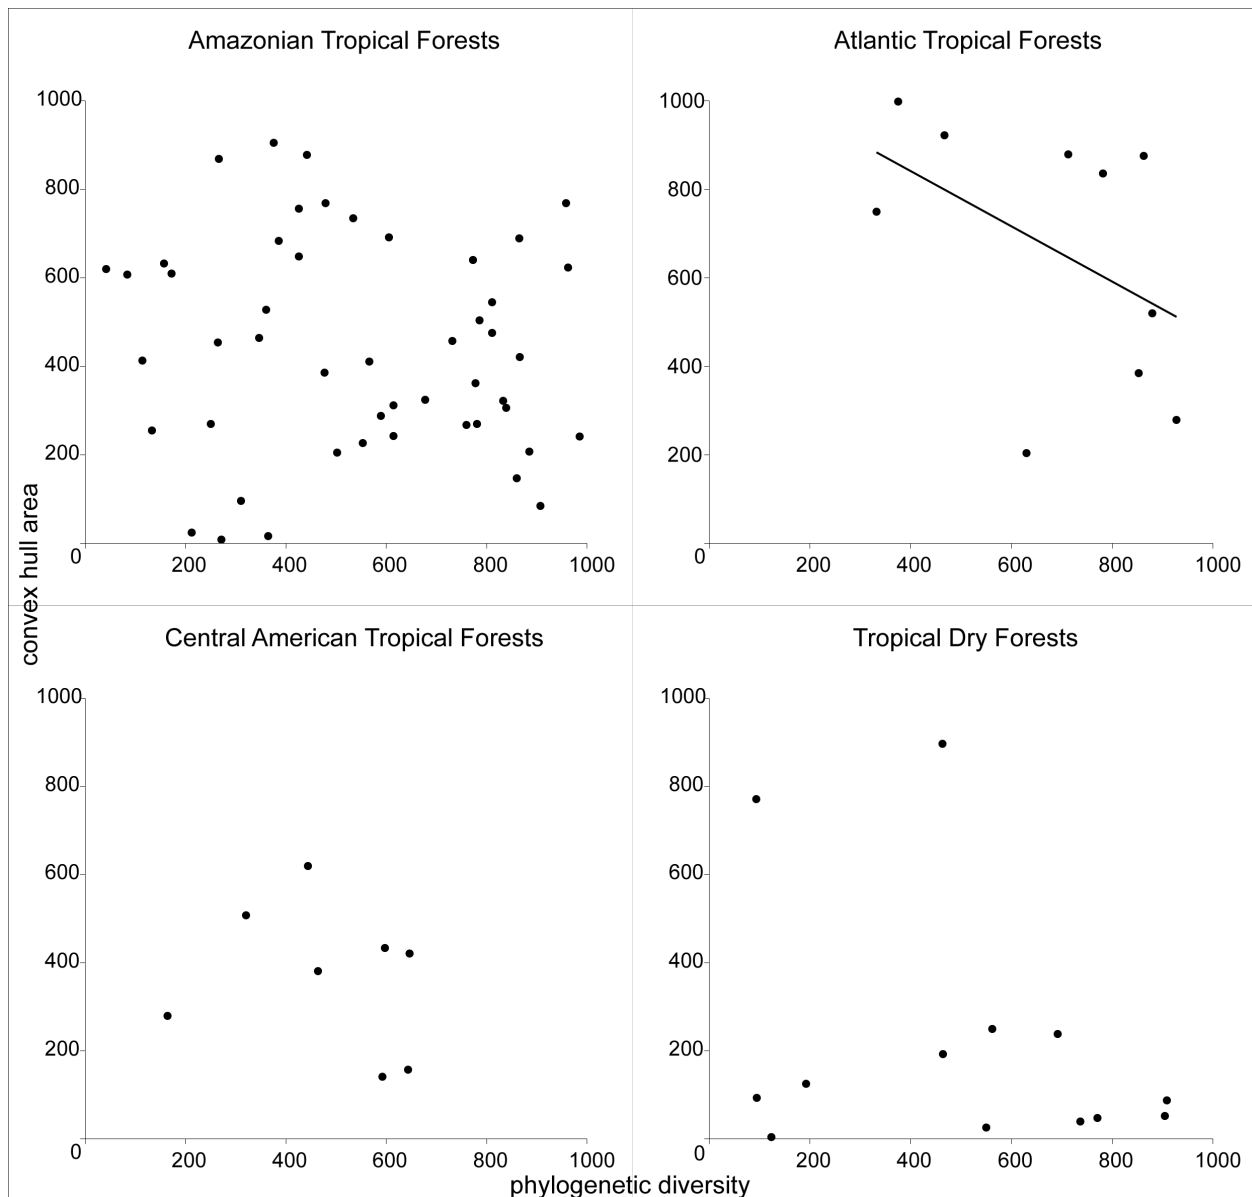 Amazonian Tropical Forests
1000
800
600
400
200
0
200 400 600 800 1000
Atlantic Tropical Forests
1000
800
600
400
200
0
200 400 600 800 1000
convex hull area
Central American Tropical Forests
1000
800
600
400
200
0
200 400 600 800 1000
Tropical Dry Forests
1000
800
600
400
200
0
200 400 600 800 1000
phylogenetic diversity